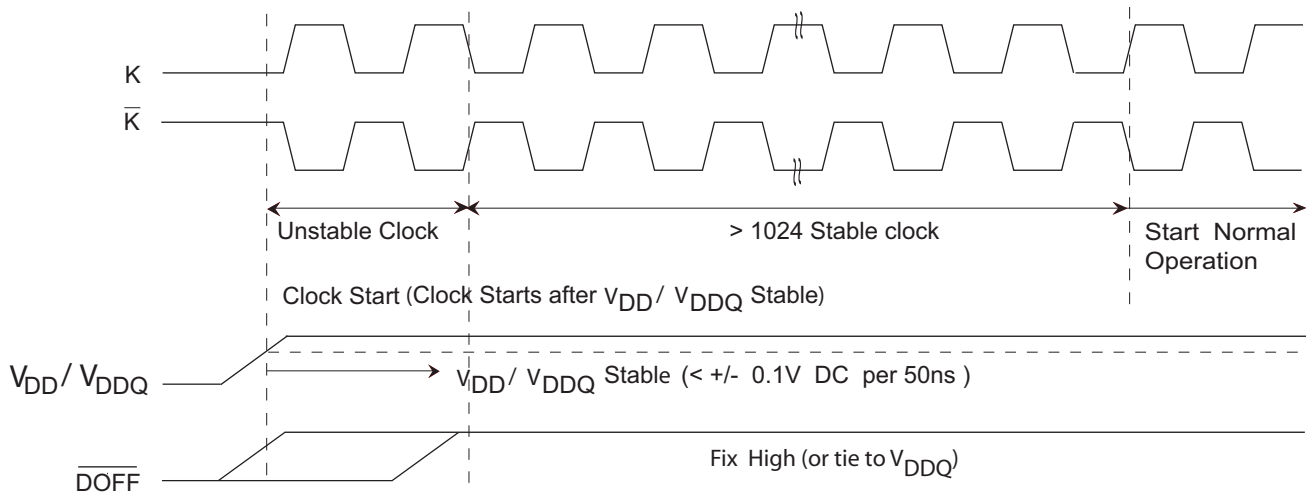 K
K̅
Unstable Clock
> 1024 Stable clock
Start Normal
Operation
Clock Start (Clock Starts after VDD / VDDQ Stable)
VDD / VDDQ
VDD / VDDQ Stable (< +/- 0.1V DC per 50ns )
DOFF
Fix High (or tie to VDDQ)